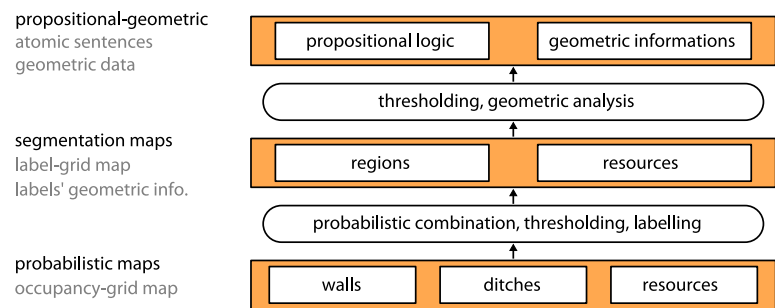 propositional-geometric
atomic sentences
geometric data
propositional logic
geometric informations
thresholding, geometric analysis
segmentation maps
label-grid map
labels' geometric info.
regions
resources
probabilistic combination, thresholding, labelling
probabilistic maps
occupancy-grid map
walls
ditches
resources